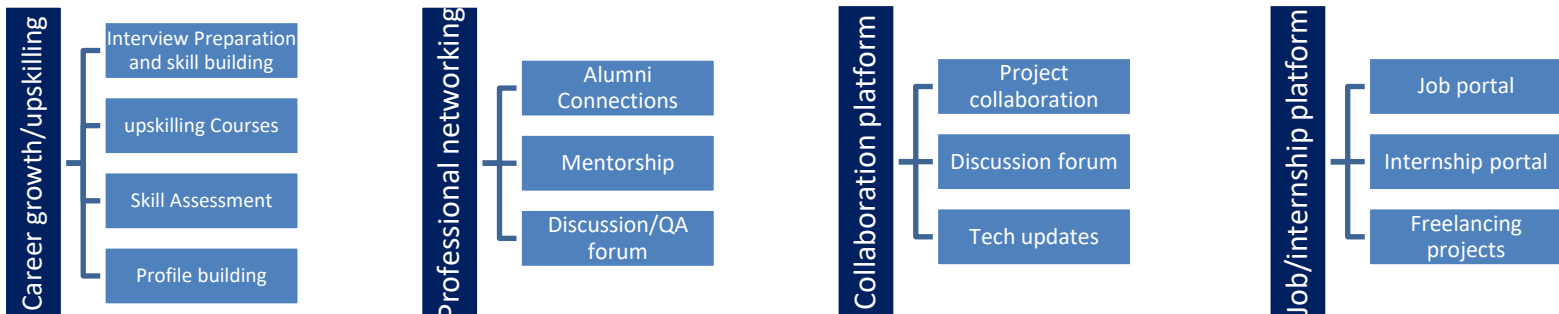 Career growth/upskilling
Interview Preparation
and skill building
upskilling Courses
Skill Assessment
Profile building
Professional networking
Alumni
Connections
Mentorship
Discussion/QA
forum
Collaboration platform
Project
collaboration
Discussion forum
Tech updates
Job/internship platform
Job portal
Internship portal
Freelancing
projects